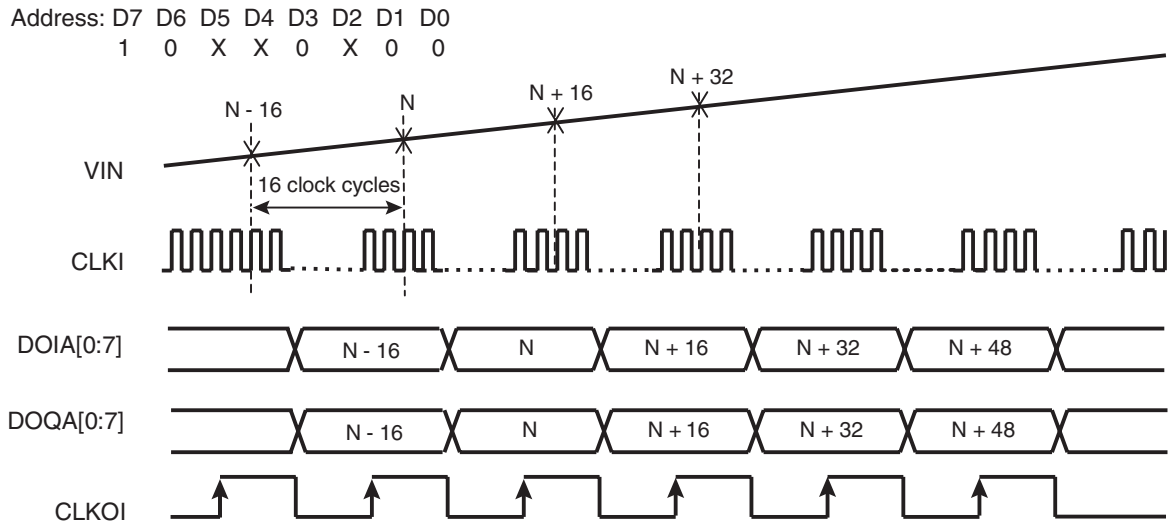 Address: D7 D6 D5 D4 D3 D2 D1 D0
1 0 X X 0 X 0 0
N - 16
N
N + 16
N + 32
VIN
16 clock cycles
CLKI
DOIA[0:7]
N - 16
N
N + 16
N + 32
N + 48
DOQA[0:7]
N - 16
N
N + 16
N + 32
N + 48
CLKOI